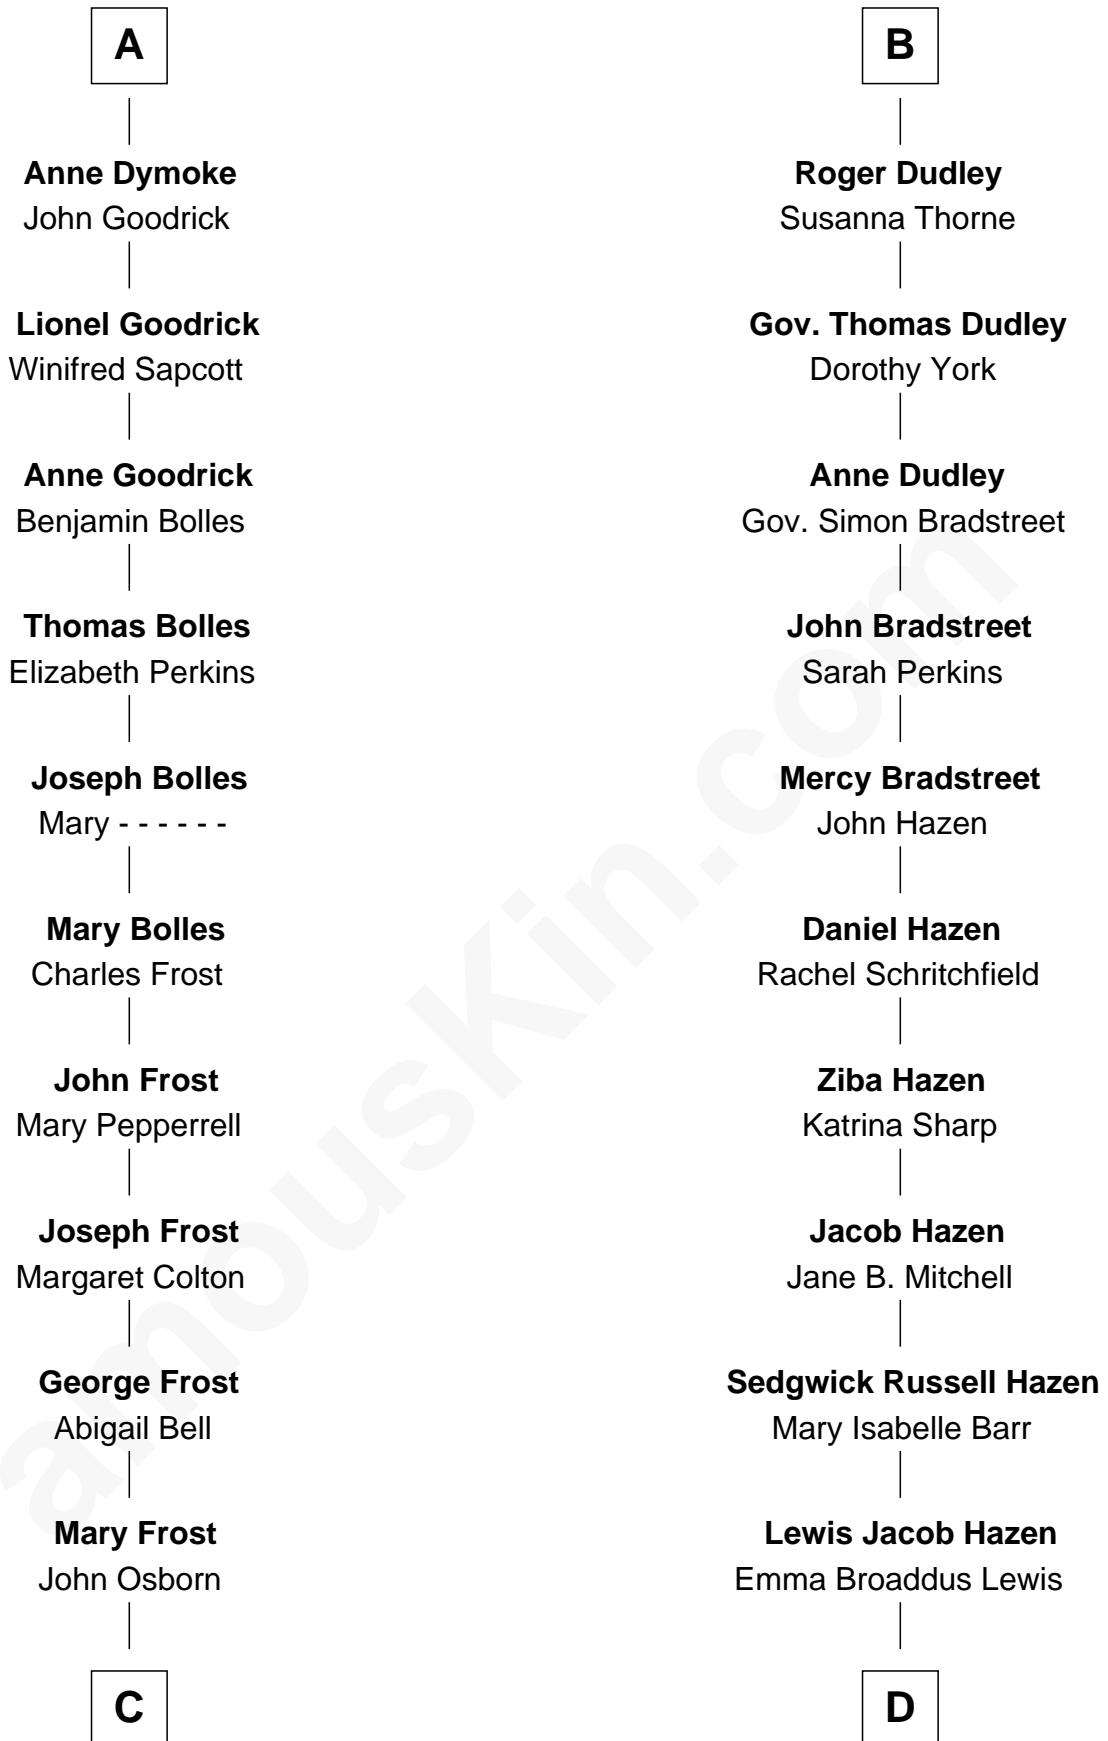 A
Anne Dymoke
John Goodrick
Lionel Goodrick
Winifred Sapcott
Anne Goodrick
Benjamin Bolles
Thomas Bolles
Elizabeth Perkins
Joseph Bolles
Mary - - - - - -
Mary Bolles
Charles Frost
John Frost
Mary Pepperrell
Joseph Frost
Margaret Colton
George Frost
Abigail Bell
Mary Frost
John Osborn
C
B
Roger Dudley
Susanna Thorne
Gov. Thomas Dudley
Dorothy York
Anne Dudley
Gov. Simon Bradstreet
John Bradstreet
Sarah Perkins
Mercy Bradstreet
John Hazen
Daniel Hazen
Rachel Schritchfield
Ziba Hazen
Katrina Sharp
Jacob Hazen
Jane B. Mitchell
Sedgwick Russell Hazen
Mary Isabelle Barr
Lewis Jacob Hazen
Emma Broaddus Lewis
D
amouskin.com